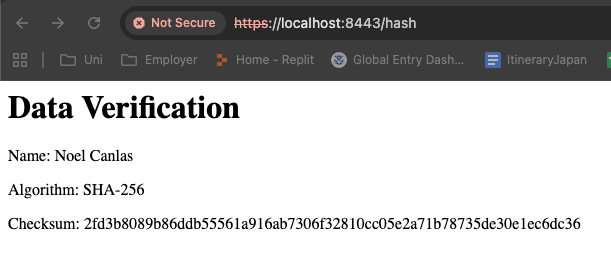 Not Secure https://localhost:8443/hash
Uni Employer Home - Replit Global Entry Dash... ItineraryJapan
Data Verification
Name: Noel Canlas
Algorithm: SHA-256
Checksum: 2fd3b8089b86ddb55561a916ab7306f32810cc05e2a71b78735de30e1ec6dc36